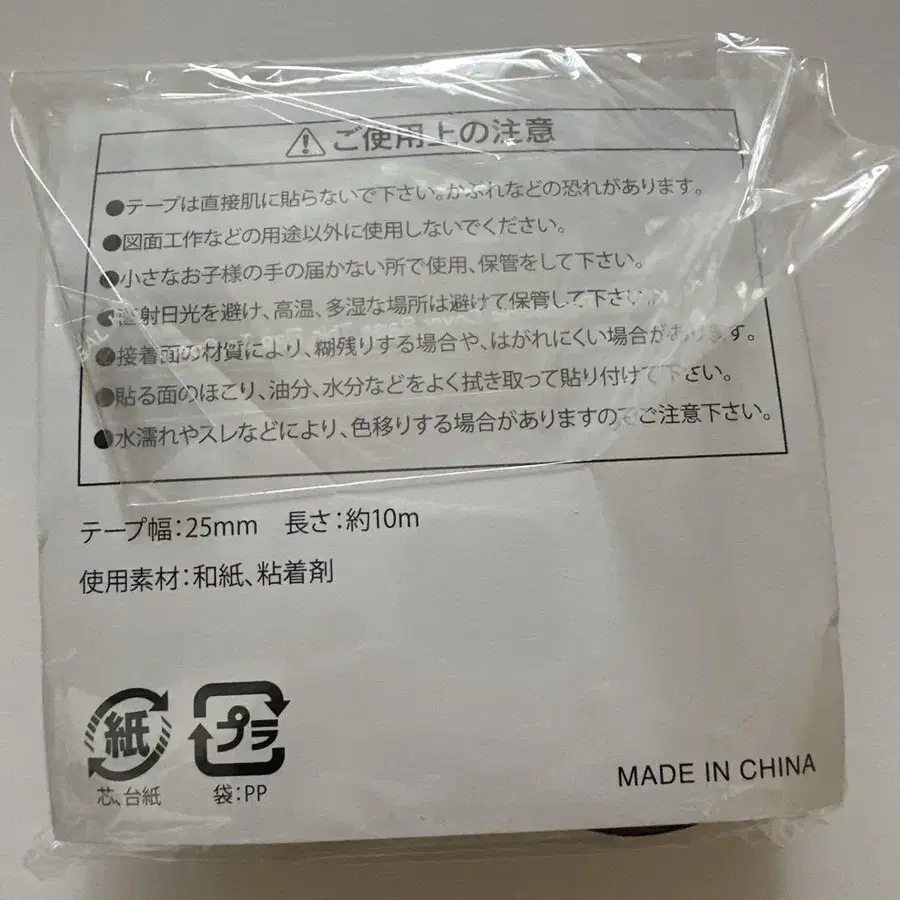 ⚠ご使用上の注意
●テープは直接肌に貼らないで下さい。かぶれなどの恐れがあります。
●図面工作などの用途以外に使用しないでください。
●小さなお子様の手の届かない所で使用、保管をして下さい。
●直射日光を避け、高温、多湿な場所は避けて保管して下さい。
●接着面の材質により、糊残りする場合や、はがれにくい場合があります。
●貼る面のほこり、油分、水分などをよく拭き取って貼り付けて下さい。
●水濡れやスレなどにより、色移りする場合がありますのでご注意下さい。
テープ幅:25mm 長さ:約10m
使用素材:和紙、粘着剤
紙 プラ
芯、台紙 袋:PP
MADE IN CHINA